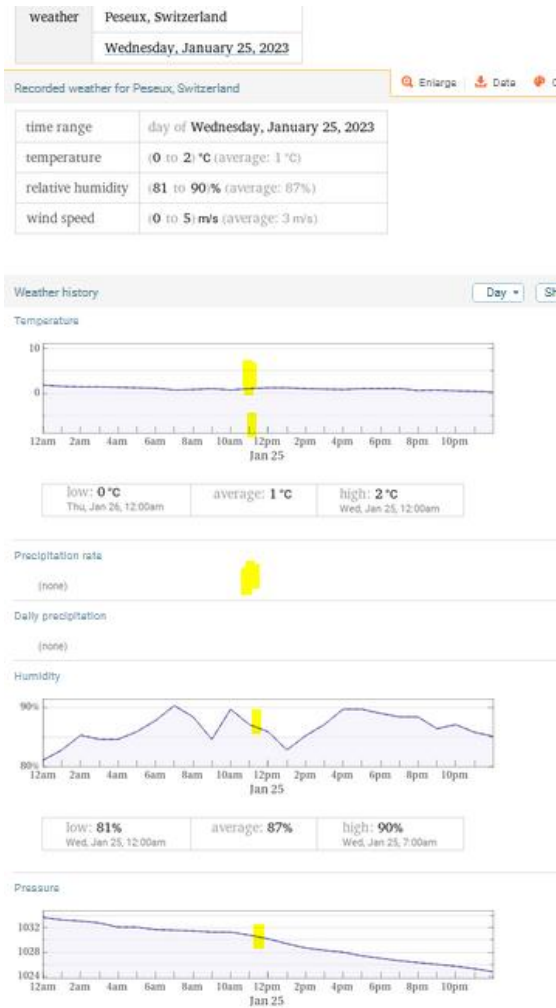 weather
Peseux, Switzerland
Wednesday, January 25, 2023
Recorded weather for Peseux, Switzerland
Enlarge
Data
time range
day of Wednesday, January 25, 2023
temperature
(0 to 2) °C (average: 1 °C)
relative humidity
(81 to 90)% (average: 87%)
wind speed
(0 to 5) m/s (average: 3 m/s)
Weather history
Day
Sh
Temperature
10
0
12am 2am 4am 6am 8am 10am 12pm 2pm 4pm 6pm 8pm 10pm
Jan 25
low: 0 °C average: 1 °C high: 2 °C
Thu, Jan 26, 12:00am Wed, Jan 25, 12:00am
Precipitation rate
(none)
Daily precipitation
(none)
Humidity
90%
80%
12am 2am 4am 6am 8am 10am 12pm 2pm 4pm 6pm 8pm 10pm
Jan 25
low: 81% average: 87% high: 90%
Wed, Jan 25, 12:00am Wed, Jan 25, 7:00am
Pressure
1032
1028
1024
12am 2am 4am 6am 8am 10am 12pm 2pm 4pm 6pm 8pm 10pm
Jan 25